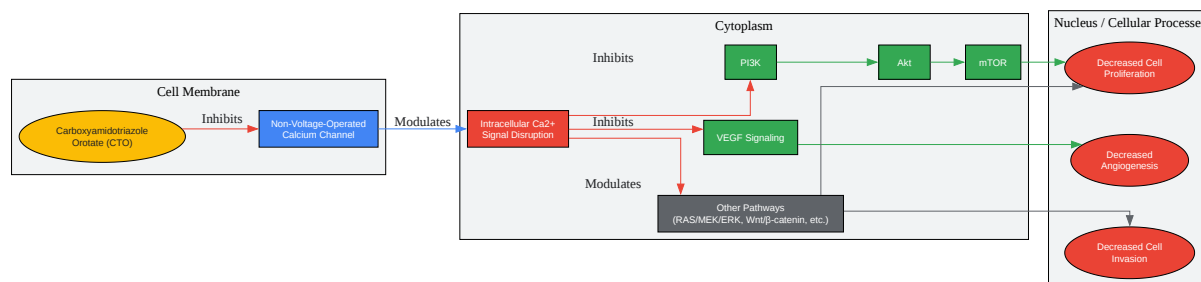 Cell Membrane
Carboxyamidotriazole
Orotate (CTO)
Inhibits
Non-Voltage-Operated
Calcium Channel
Modulates
Cytoplasm
Intracellular Ca2+
Signal Disruption
Inhibits
PI3K
Akt
mTOR
Inhibits
VEGF Signaling
Modulates
Other Pathways
(RAS/MEK/ERK, Wnt/β-catenin, etc.)
Nucleus / Cellular Processe
Decreased Cell
Proliferation
Decreased
Angiogenesis
Decreased Cell
Invasion